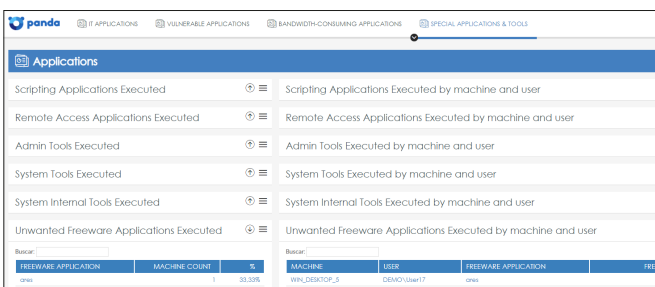 panda IT APPLICATIONS VULNERABLE APPLICATIONS BANDWIDTH-CONSUMING APPLICATIONS SPECIAL APPLICATIONS & TOOLS
Applications
Scripting Applications Executed Scripting Applications Executed by machine and user
Remote Access Applications Executed Remote Access Applications Executed by machine and user
Admin Tools Executed Admin Tools Executed by machine and user
System Tools Executed System Tools Executed by machine and user
System Internal Tools Executed System Internal Tools Executed by machine and user
Unwanted Freeware Applications Executed Unwanted Freeware Applications Executed by machine and user
Buscar: Buscar:
FREEWARE APPLICATION MACHINE COUNT % MACHINE USER FREEWARE APPLICATION FRE
ares 1 33,33% WIN_DESKTOP_5 DEMO\User17 ares